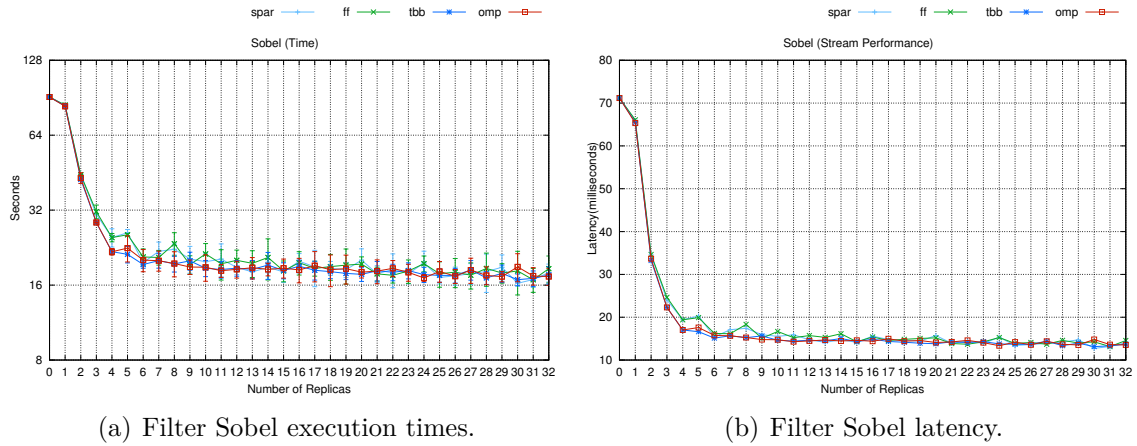 spar ff tbb omp
Sobel (Time)
128
64
32
16
8
Seconds
0 1 2 3 4 5 6 7 8 9 10 11 12 13 14 15 16 17 18 19 20 21 22 23 24 25 26 27 28 29 30 31 32
Number of Replicas
(a) Filter Sobel execution times.
spar ff tbb omp
Sobel (Stream Performance)
80
70
60
50
40
30
20
10
Latency(milliseconds)
0 1 2 3 4 5 6 7 8 9 10 11 12 13 14 15 16 17 18 19 20 21 22 23 24 25 26 27 28 29 30 31 32
Number of Replicas
(b) Filter Sobel latency.